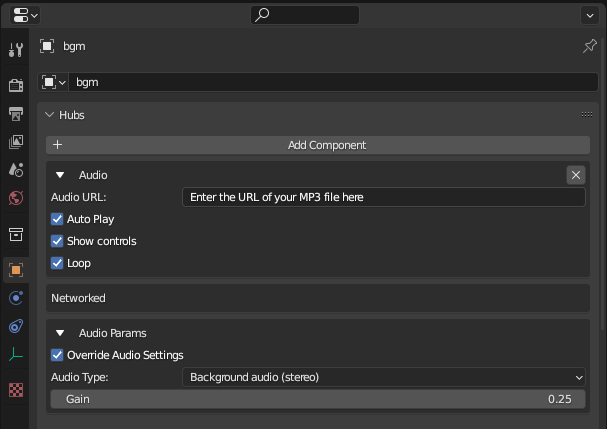 bgm
bgm
Hubs
Add Component
Audio
Audio URL: Enter the URL of your MP3 file here
Auto Play
Show controls
Loop
Networked
Audio Params
Override Audio Settings
Audio Type: Background audio (stereo)
Gain 0.25